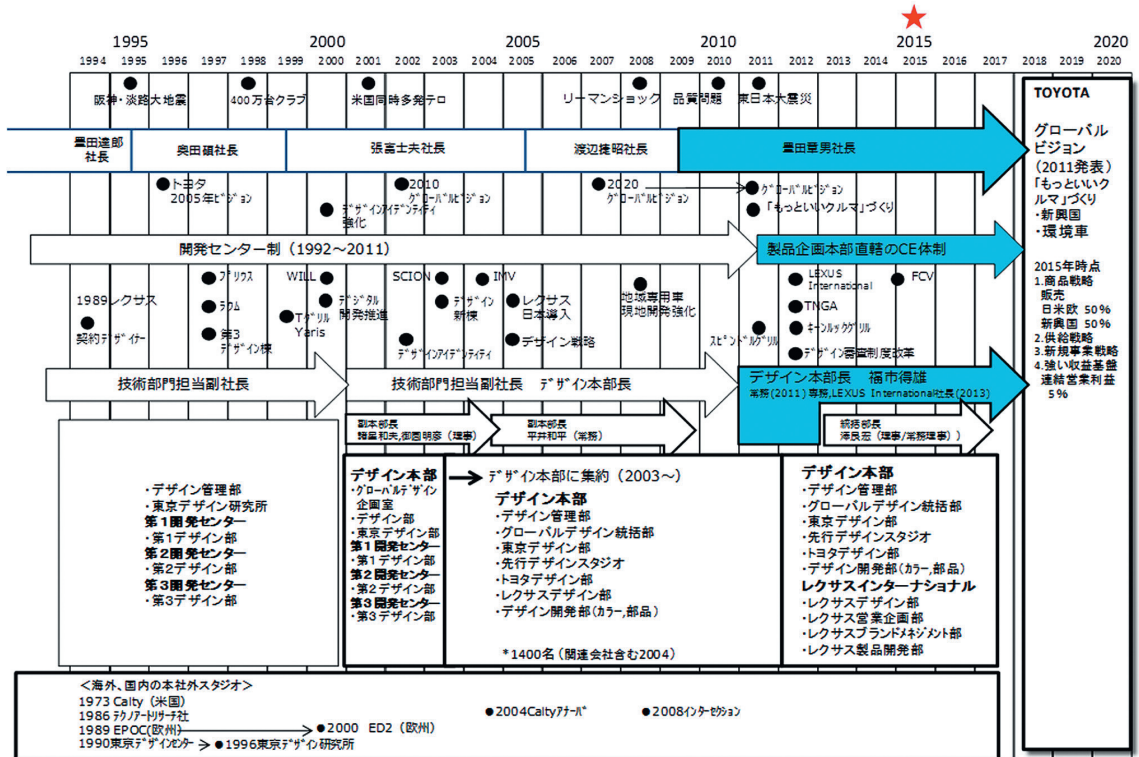 1995 2000 2005 2010 2015 2020
1994 1995 1996 1997 1998 1999 2000 2001 2002 2003 2004 2005 2006 2007 2008 2009 2010 2011 2012 2013 2014 2015 2016 2017 2018 2019 2020
阪神・淡路大地震
400万台クラブ
米国同時多発テロ
リーマンショック
品質問題
東日本大震災
豊田達郎
社長
奥田碩社長
張富士夫社長
渡辺捷昭社長
豊田章男社長
トヨタ
2005年ビジョン
デザインアイデンティティ
強化
2010
グローバルビジョン
2020
グローバルビジョン
グローバルビジョン
「もっといいクルマ」づくり
開発センター制（1992～2011）
製品企画本部直轄のCE体制
1989レクサス
契約デザイナー
プリウス
ラウム
第3
デザイン棟
WILL
デジタル
開発推進
Tグリル
Yaris
SCION
デザイン
新棟
デザインアイデンティティ
IMV
レクサス
日本導入
デザイン戦略
地域専用車
現地開発強化
スピンドルグリル
LEXUS
International
TNGA
キーンルックグリル
デザイン審査制度改革
FCV
技術部門担当副社長
技術部門担当副社長 デザイン本部長
デザイン本部長 福市得雄
常務(2011)専務,LEXUS International社長(2013)
副本部長
諸星和夫,御園明彦（理事）
副本部長
平井和平（常務）
統括部長
澤良宏（理事/常務理事））
・デザイン管理部
・東京デザイン研究所
第1開発センター
・第1デザイン部
第2開発センター
・第2デザイン部
第3開発センター
・第3デザイン部
デザイン本部
・グローバルデザイン
企画室
・デザイン部
・東京デザイン部
第1開発センター
・第1デザイン部
第2開発センター
・第2デザイン部
第3開発センター
・第3デザイン部
デザイン本部に集約（2003～）
デザイン本部
・デザイン管理部
・グローバルデザイン統括部
・東京デザイン部
・先行デザインスタジオ
・トヨタデザイン部
・レクサスデザイン部
・デザイン開発部(カラー,部品)
*1400名（関連会社含む2004）
デザイン本部
・デザイン管理部
・グローバルデザイン統括部
・東京デザイン部
・先行デザインスタジオ
・トヨタデザイン部
・デザイン開発部(カラー,部品)
レクサスインターナショナル
・レクサスデザイン部
・レクサス営業企画部
・レクサスブランドメネジメント部
・レクサス製品開発部
＜海外、国内の本社外スタジオ＞
1973 Calty（米国）
1986 テクノアートリサーチ社
1989 EPOC(欧州)
2000 ED2（欧州）
1990東京デザインセンター
1996東京デザイン研究所
2004Caltyアナーバ
2008インターセクション
TOYOTA
グローバル
ビジョン
（2011発表）
「もっといいク
ルマ」づくり
・新興国
・環境車
2015年時点
1.商品戦略
販売
日米欧 50%
新興国 50%
2.供給戦略
3.新規事業戦略
4.強い収益基盤
連結営業利益
5%